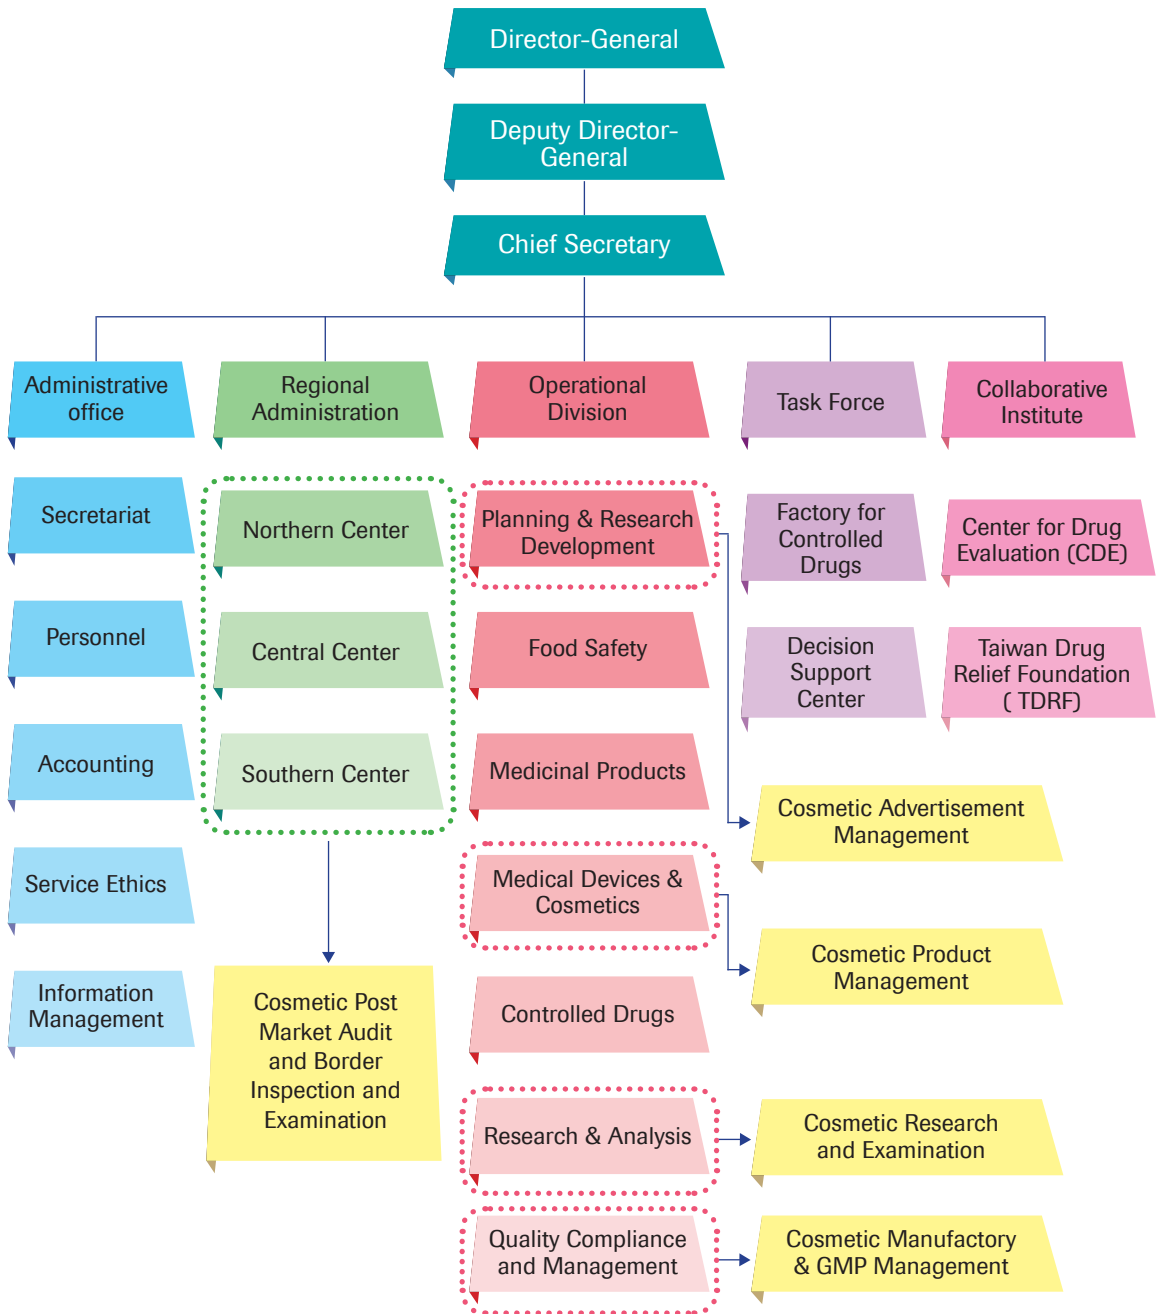 Director-General
Deputy Director-
General
Chief Secretary
Administrative
office
Regional
Administration
Operational
Division
Task Force
Collaborative
Institute
Secretariat
Personnel
Accounting
Service Ethics
Information
Management
Northern Center
Central Center
Southern Center
Cosmetic Post
Market Audit
and Border
Inspection and
Examination
Planning & Research
Development
Food Safety
Medicinal Products
Medical Devices &
Cosmetics
Controlled Drugs
Research & Analysis
Quality Compliance
and Management
Factory for
Controlled
Drugs
Decision
Support
Center
Center for Drug
Evaluation (CDE)
Taiwan Drug
Relief Foundation
( TDRF)
Cosmetic Advertisement
Management
Cosmetic Product
Management
Cosmetic Research
and Examination
Cosmetic Manufactory
& GMP Management